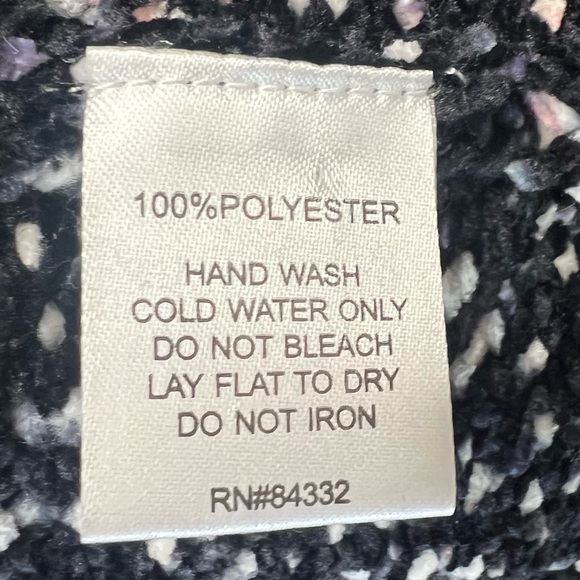 100%POLYESTER
HAND WASH
COLD WATER ONLY
DO NOT BLEACH
LAY FLAT TO DRY
DO NOT IRON
RN#84332